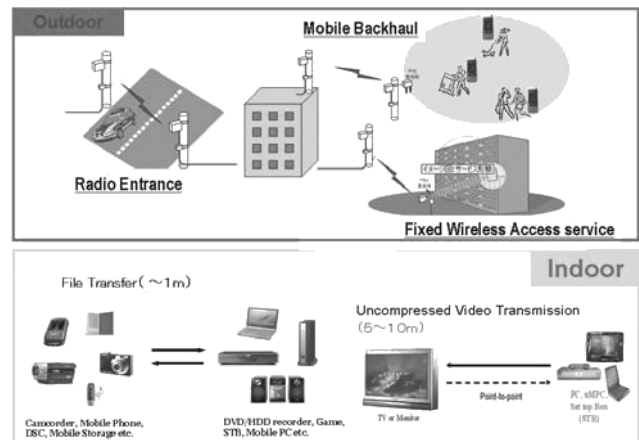 Outdoor
Mobile Backhaul
Radio Entrance
Fixed Wireless Access service
Indoor
File Transfer(～1m)
Uncompressed Video Transmission
(5～10m)
Point-to-point
TV or Monitor
PC, uMPC,
Set top Box
(STB)
Camcorder, Mobile Phone,
DSC, Mobile Storage etc.
DVD/HDD recorder, Game,
STB, Mobile PC etc.